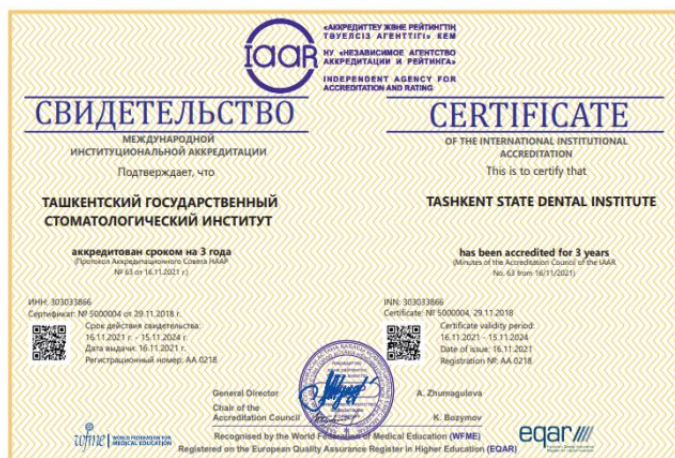 IAAR
«АККРЕДИТТЕУ ЖӘНЕ РЕЙТИНГТІҢ
ТӘУЕЛСІЗ АГЕНТТІГІ» КЕМ
НУ «НЕЗАВИСИМОЕ АГЕНТСТВО
АККРЕДИТАЦИИ И РЕЙТИНГА»
INDEPENDENT AGENCY FOR
ACCREDITATION AND RATING
СВИДЕТЕЛЬСТВО
МЕЖДУНАРОДНОЙ
ИНСТИТУЦИОНАЛЬНОЙ АККРЕДИТАЦИИ
Подтверждает, что
ТАШКЕНТСКИЙ ГОСУДАРСТВЕННЫЙ
СТОМАТОЛОГИЧЕСКИЙ ИНСТИТУТ
аккредитован сроком на 3 года
(Протокол Аккредитационного Совета НААР
№ 63 от 16.11.2021 г.)
ИНН: 303033866
Сертификат: № 5000004 от 29.11.2018 г.
Срок действия свидетельства:
16.11.2021 г. - 15.11.2024 г.
Дата выдачи: 16.11.2021 г.
Регистрационный номер: АА 0218
CERTIFICATE
OF THE INTERNATIONAL INSTITUTIONAL
ACCREDITATION
This is to certify that
TASHKENT STATE DENTAL INSTITUTE
has been accredited for 3 years
(Minutes of the Accreditation Council of the IAAR
No. 63 from 16/11/2021)
INN: 303033866
Certificate: № 5000004, 29.11.2018
Certificate validity period:
16.11.2021 - 15.11.2024
Date of issue: 16.11.2021
Registration №: AA 0218
General Director A. Zhumagulova
Chair of the
Accreditation Council K. Bozymov
wfme WORLD FEDERATION FOR
MEDICAL EDUCATION
Recognised by the World Federation of Medical Education (WFME)
Registered on the European Quality Assurance Register in Higher Education (EQAR)
eqar